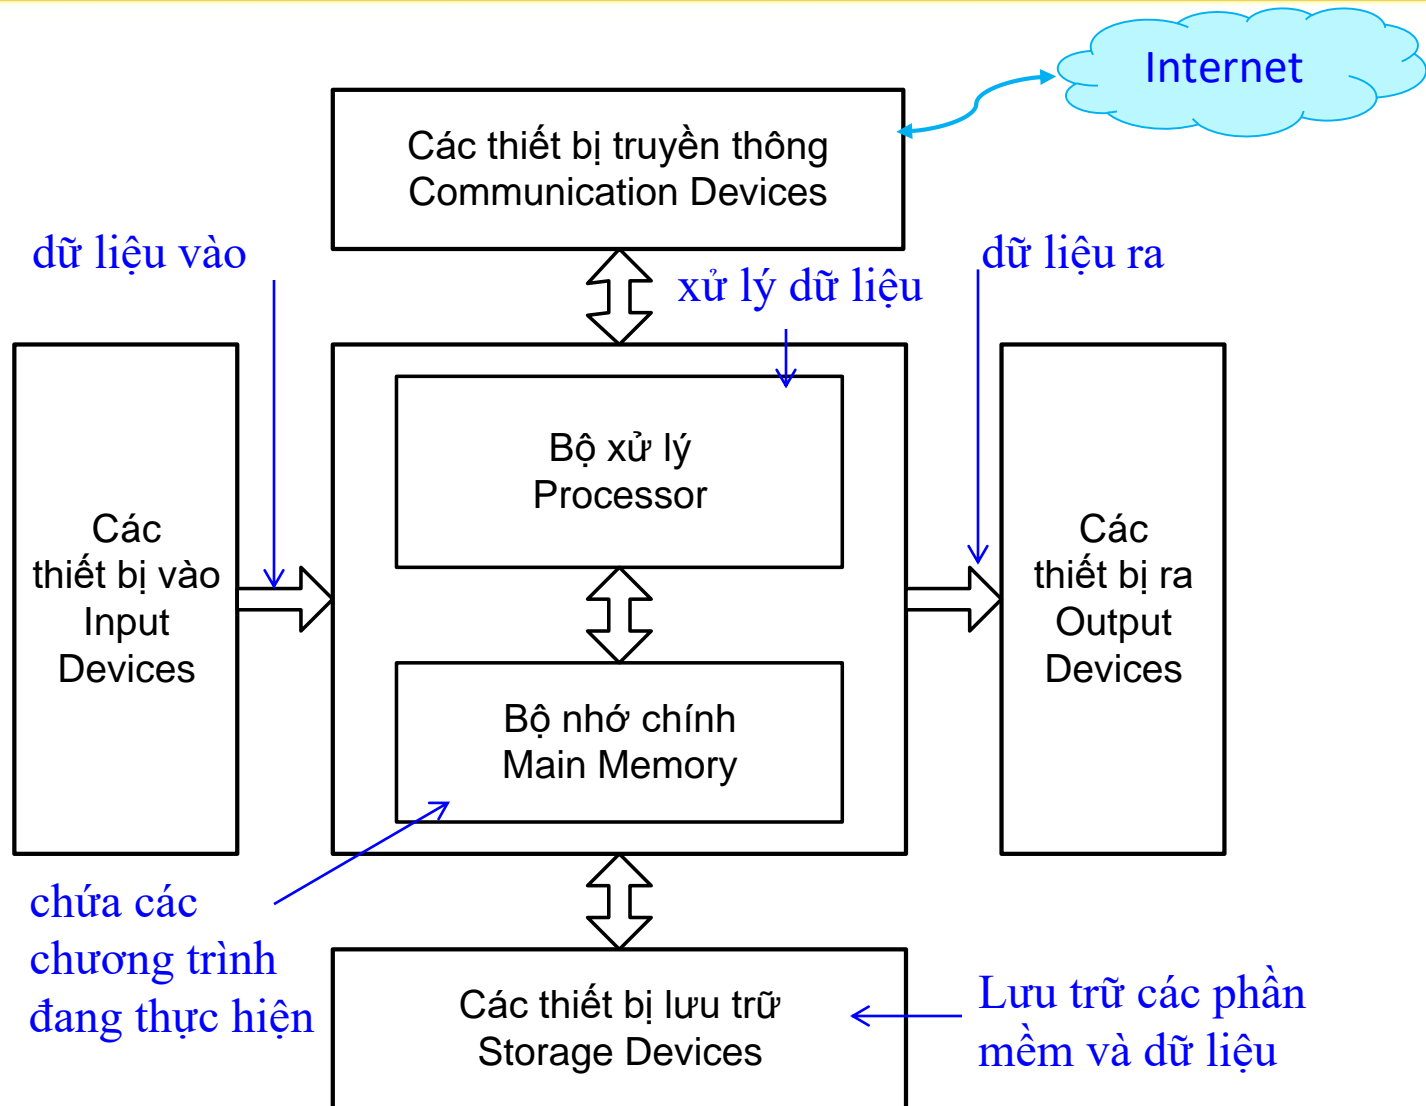 Internet
Các thiết bị truyền thông
Communication Devices
dữ liệu vào
xử lý dữ liệu
dữ liệu ra
Bộ xử lý
Processor
Các
thiết bị vào
Input
Devices
Các
thiết bị ra
Output
Devices
Bộ nhớ chính
Main Memory
chứa các
chương trình
đang thực hiện
Các thiết bị lưu trữ
Storage Devices
Lưu trữ các phần
mềm và dữ liệu